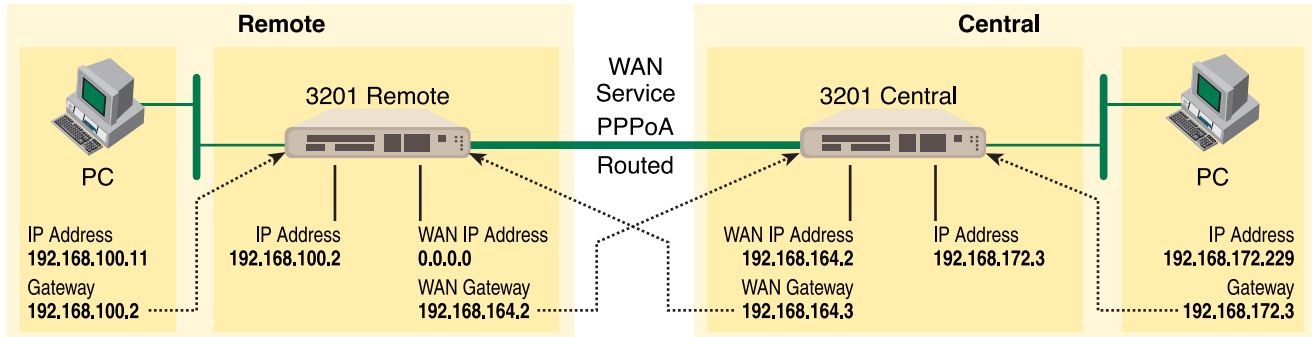 Remote
Central
3201 Remote
WAN
Service
PPPoA
Routed
3201 Central
PC
IP Address
192.168.100.11
Gateway
192.168.100.2
IP Address
192.168.100.2
WAN IP Address
0.0.0.0
WAN Gateway
192.168.164.2
WAN IP Address
192.168.164.2
WAN Gateway
192.168.164.3
IP Address
192.168.172.3
PC
IP Address
192.168.172.229
Gateway
192.168.172.3